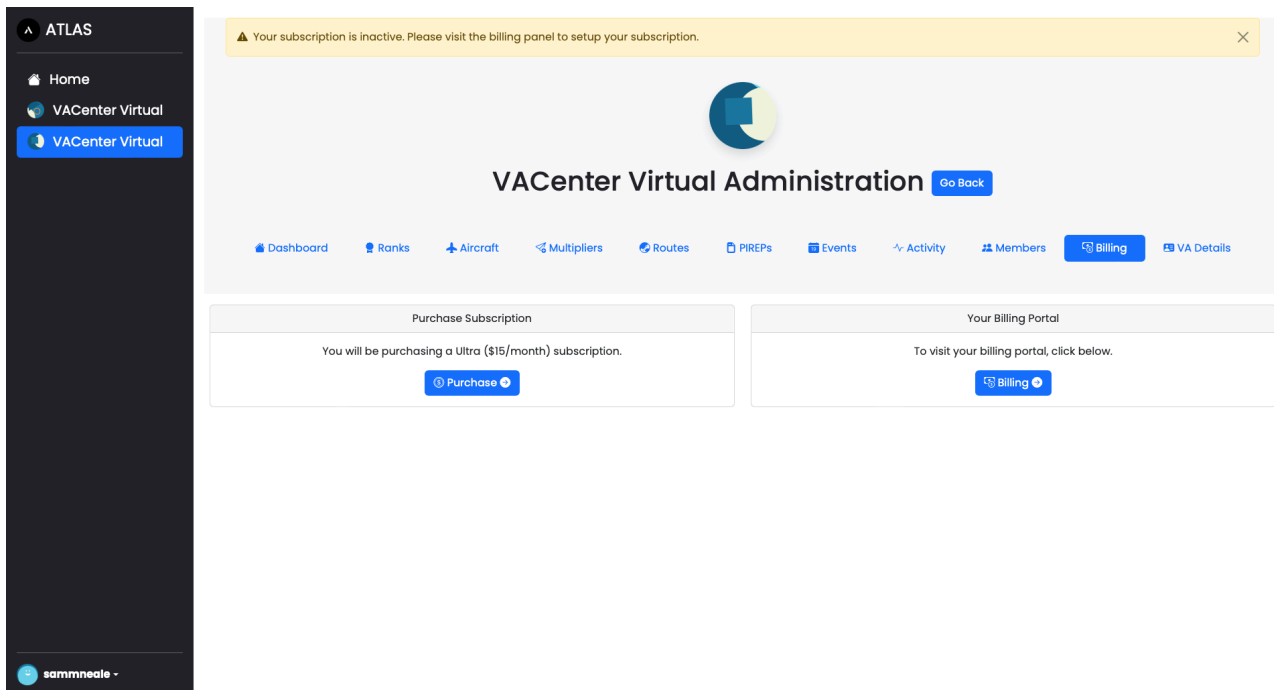 ATLAS
Home
VACenter Virtual
VACenter Virtual
sammneale
Your subscription is inactive. Please visit the billing panel to setup your subscription.
VACenter Virtual Administration Go Back
Dashboard Ranks Aircraft Multipliers Routes PIREPs Events Activity Members Billing VA Details
Purchase Subscription
You will be purchasing a Ultra ($15/month) subscription.
Purchase
Your Billing Portal
To visit your billing portal, click below.
Billing